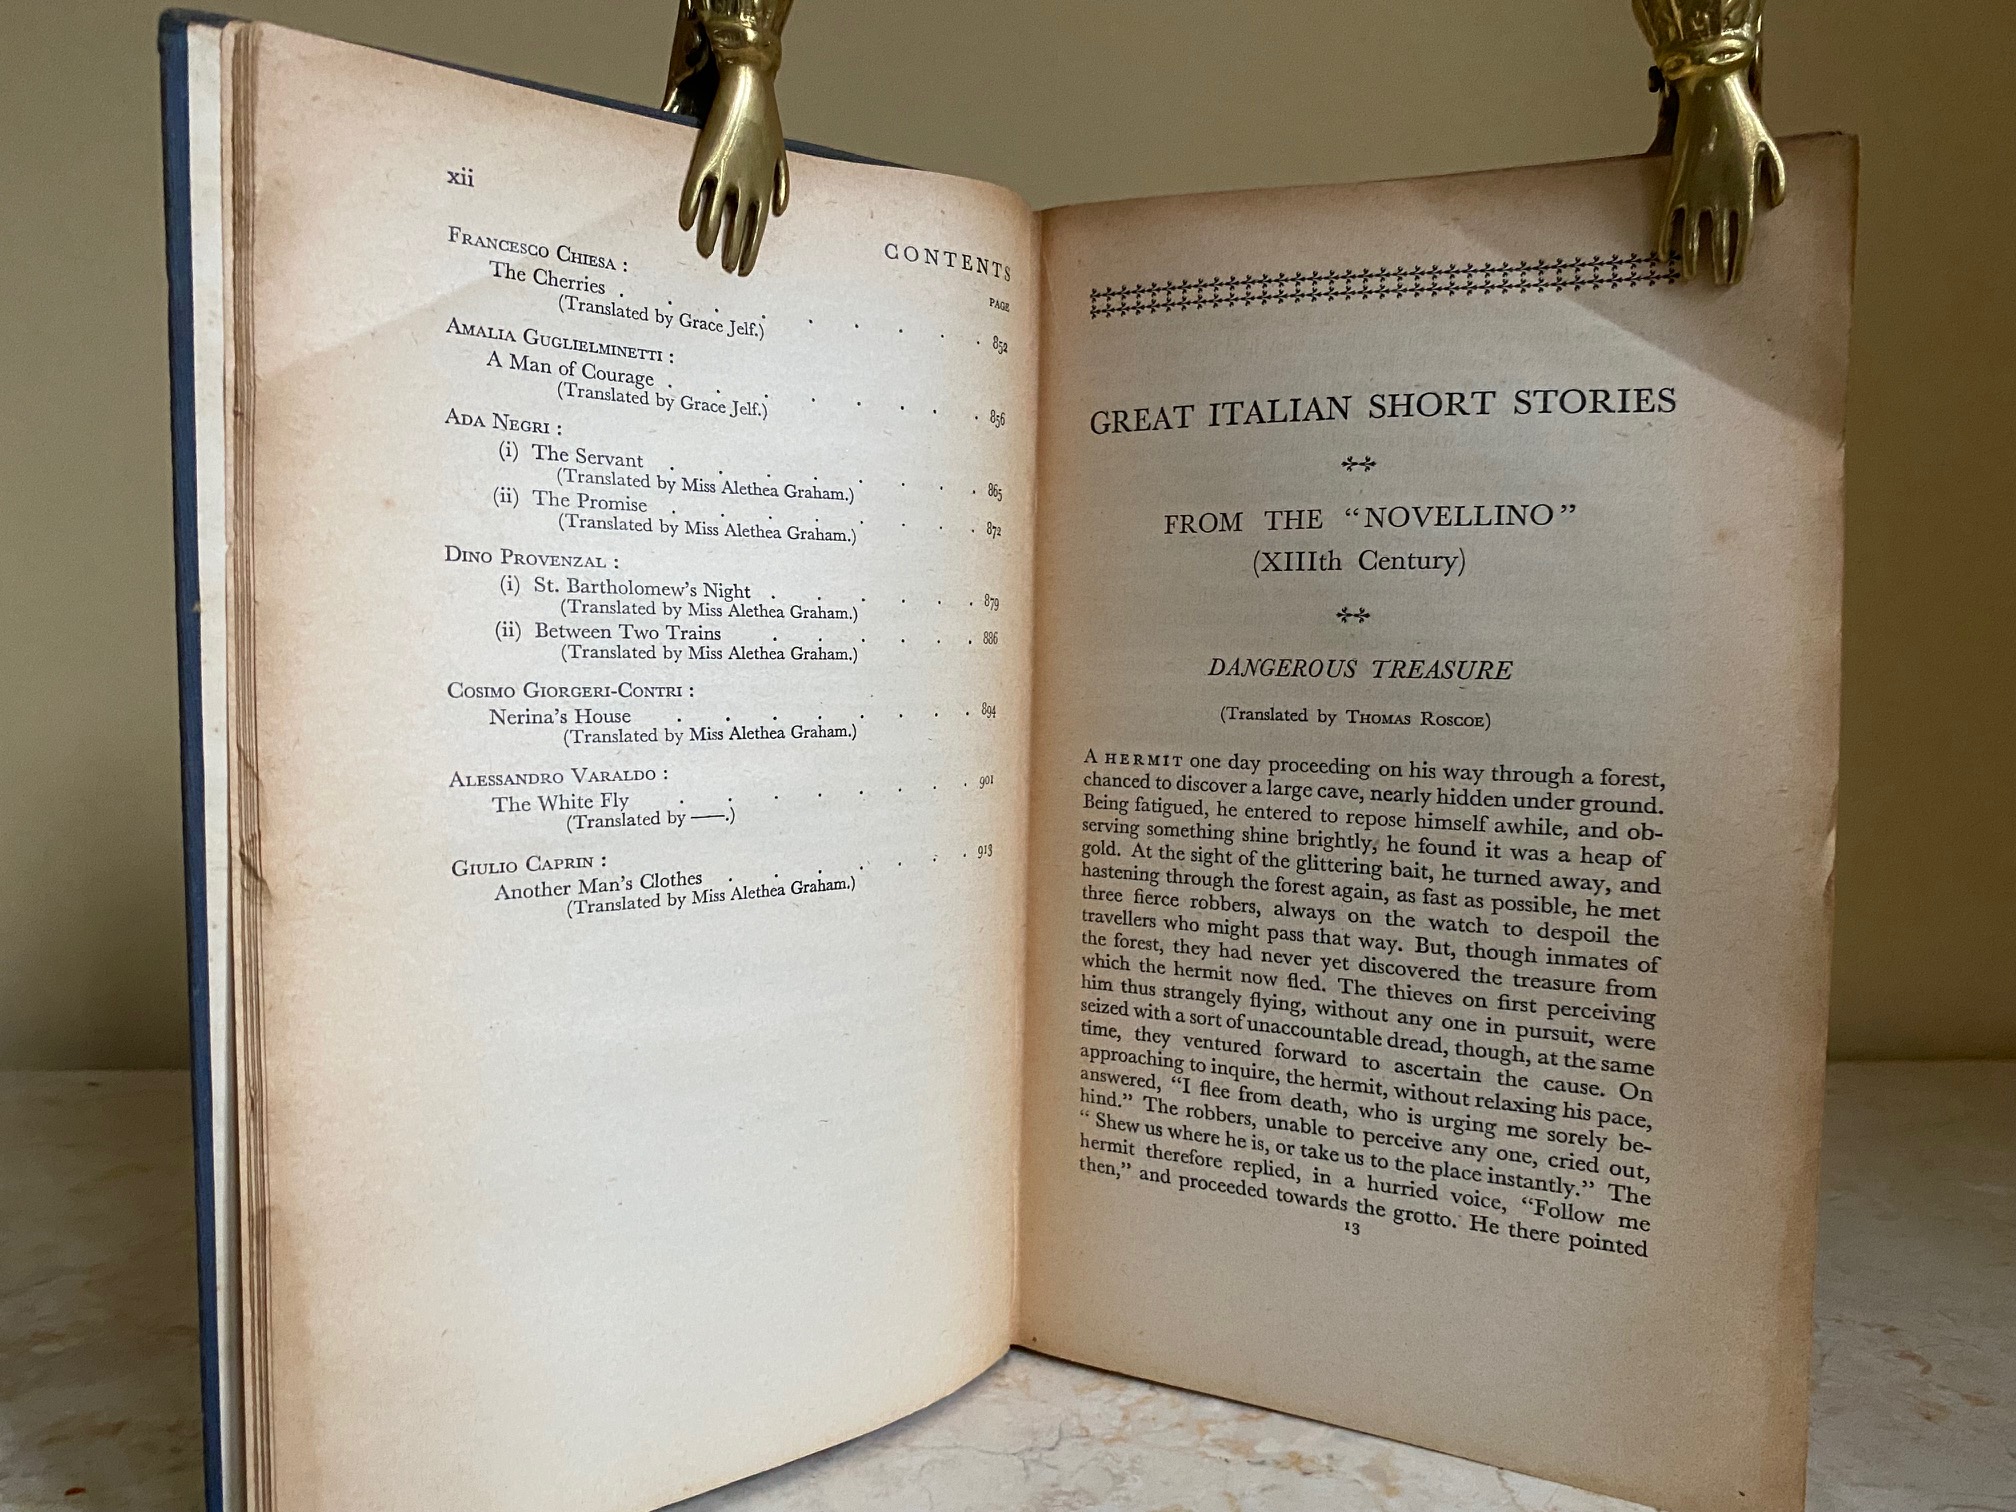 xii
CONTENTS
PAGE
FRANCESCO CHIESA :
The Cherries . . . . . . . . . 852
(Translated by Grace Jelf.)
AMALIA GUGLIELMINETTI :
A Man of Courage . . . . . . . . 856
(Translated by Grace Jelf.)
ADA NEGRI :
(i) The Servant . . . . . . . . 865
(Translated by Miss Alethea Graham.)
(ii) The Promise . . . . . . . . 872
(Translated by Miss Alethea Graham.)
DINO PROVENZAL :
(i) St. Bartholomew's Night . . . . . . 879
(Translated by Miss Alethea Graham.)
(ii) Between Two Trains . . . . . . 886
(Translated by Miss Alethea Graham.)
COSIMO GIORGERI-CONTRI :
Nerina's House . . . . . . . . 894
(Translated by Miss Alethea Graham.)
ALESSANDRO VARALDO :
The White Fly . . . . . . . . 901
(Translated by ——.)
GIULIO CAPRIN :
Another Man's Clothes . . . . . . . 913
(Translated by Miss Alethea Graham.)
GREAT ITALIAN SHORT STORIES
FROM THE “NOVELLINO”
(XIIIth Century)
DANGEROUS TREASURE
(Translated by THOMAS ROSCOE)
A HERMIT one day proceeding on his way through a forest,
chanced to discover a large cave, nearly hidden under ground.
Being fatigued, he entered to repose himself awhile, and ob-
serving something shine brightly, he found it was a heap of
gold. At the sight of the glittering bait, he turned away, and
hastening through the forest again, as fast as possible, he met
three fierce robbers, always on the watch to despoil the
travellers who might pass that way. But, though inmates of
the forest, they had never yet discovered the treasure from
which the hermit now fled. The thieves on first perceiving
him thus strangely flying, without any one in pursuit, were
seized with a sort of unaccountable dread, though, at the same
time, they ventured forward to ascertain the cause. On
approaching to inquire, the hermit, without relaxing his pace,
answered, “I flee from death, who is urging me sorely be-
hind.” The robbers, unable to perceive any one, cried out,
“ Shew us where he is, or take us to the place instantly.” The
hermit therefore replied, in a hurried voice, “Follow me
then,” and proceeded towards the grotto. He there pointed
13